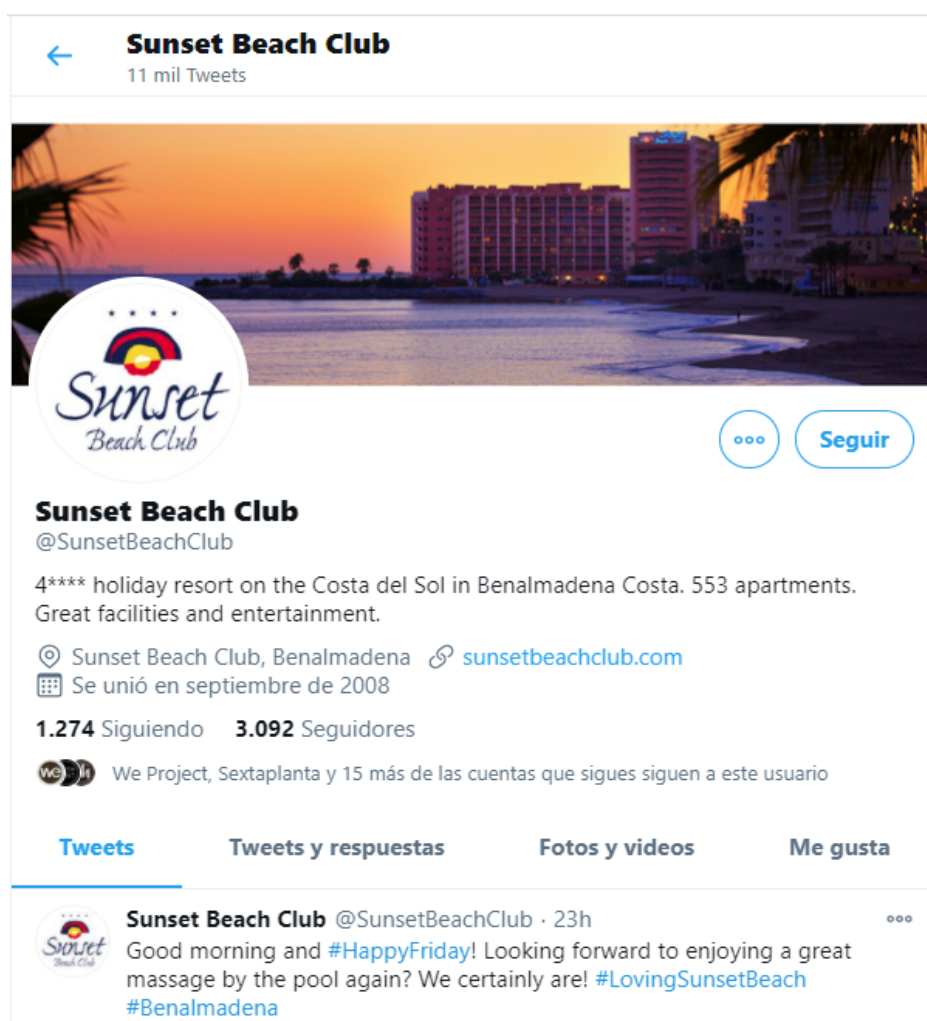 Sunset Beach Club
11 mil Tweets
Sunset
Beach Club
Seguir
Sunset Beach Club
@SunsetBeachClub
4**** holiday resort on the Costa del Sol in Benalmadena Costa. 553 apartments.
Great facilities and entertainment.
Sunset Beach Club, Benalmadena sunsetbeachclub.com
Se unió en septiembre de 2008
1.274 Siguiendo 3.092 Seguidores
We Project, Sextaplanta y 15 más de las cuentas que sigues siguen a este usuario
Tweets Tweets y respuestas Fotos y videos Me gusta
Sunset Beach Club @SunsetBeachClub · 23h
Sunset
Beach Club
Good morning and #HappyFriday! Looking forward to enjoying a great
massage by the pool again? We certainly are! #LovingSunsetBeach
#Benalmadena